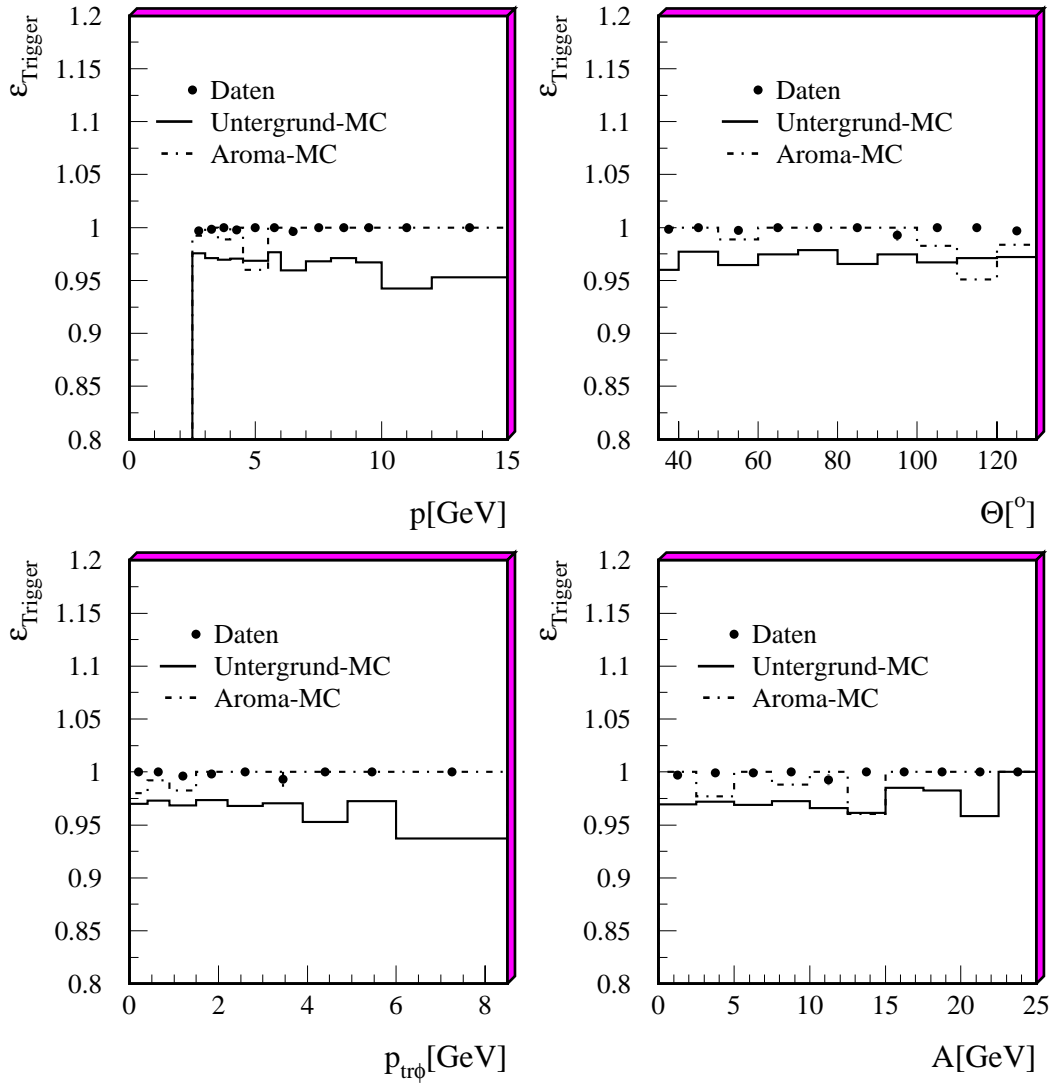 ε_Trigger
1.2
1.15
1.1
1.05
1
0.95
0.9
0.85
0.8
Daten
Untergrund-MC
Aroma-MC
0 5 10 15
p[GeV]
ε_Trigger
1.2
1.15
1.1
1.05
1
0.95
0.9
0.85
0.8
Daten
Untergrund-MC
Aroma-MC
40 60 80 100 120
Θ[°]
ε_Trigger
1.2
1.15
1.1
1.05
1
0.95
0.9
0.85
0.8
Daten
Untergrund-MC
Aroma-MC
0 2 4 6 8
p_trϕ[GeV]
ε_Trigger
1.2
1.15
1.1
1.05
1
0.95
0.9
0.85
0.8
Daten
Untergrund-MC
Aroma-MC
0 5 10 15 20 25
A[GeV]